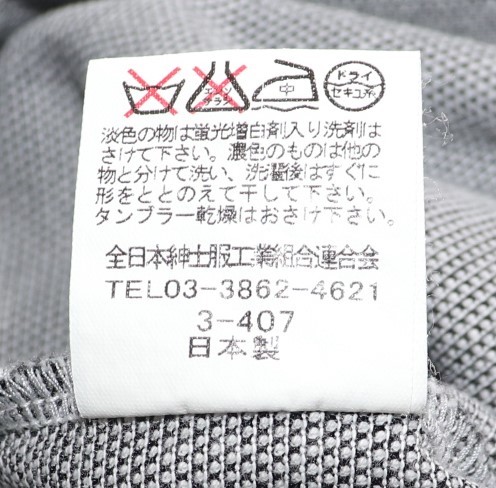 エンソ
サラシ
中
ドライ
セキユ系
淡色の物は蛍光増白剤入り洗剤は
さけて下さい。濃色のものは他の
物と分けて洗い、洗濯後はすぐに
形をととのえて干して下さい。
タンブラー乾燥はおさけ下さい。
全日本紳士服工業組合連合会
TEL03-3862-4621
3-407
日本製